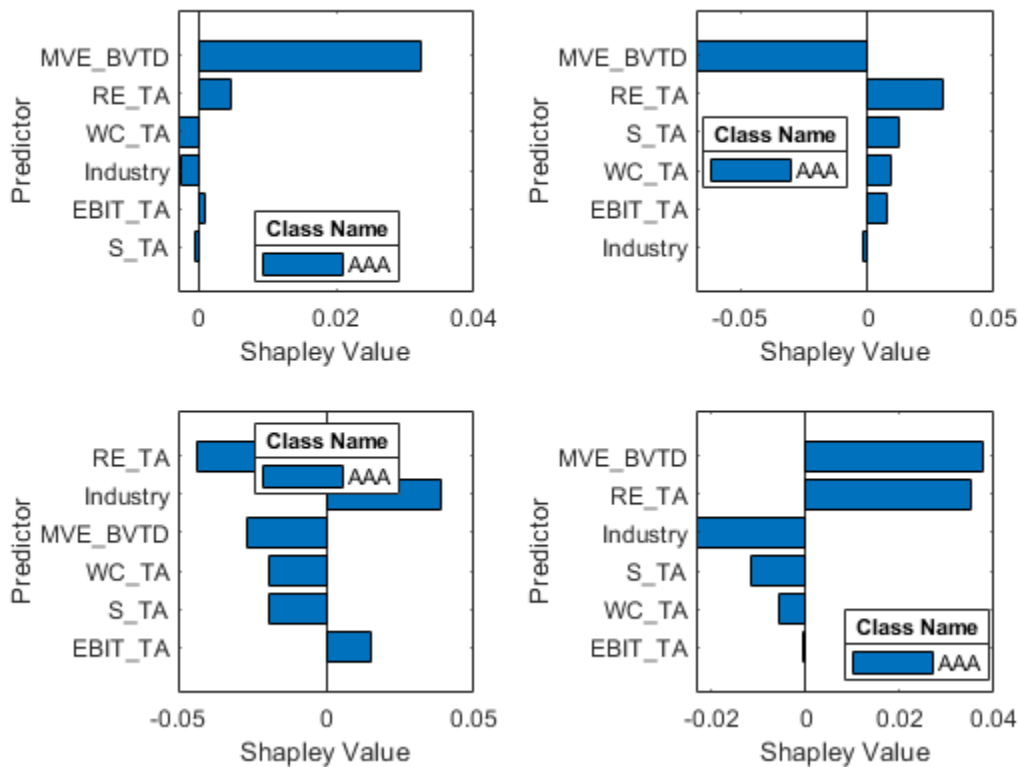 Predictor
MVE_BVTD
RE_TA
WC_TA
Industry
EBIT_TA
S_TA
Class Name
AAA
0 0.02 0.04
Shapley Value
Predictor
MVE_BVTD
RE_TA
S_TA
WC_TA
EBIT_TA
Industry
Class Name
AAA
-0.05 0 0.05
Shapley Value
Predictor
RE_TA
Industry
MVE_BVTD
WC_TA
S_TA
EBIT_TA
Class Name
AAA
-0.05 0 0.05
Shapley Value
Predictor
MVE_BVTD
RE_TA
Industry
S_TA
WC_TA
EBIT_TA
Class Name
AAA
-0.02 0 0.02 0.04
Shapley Value